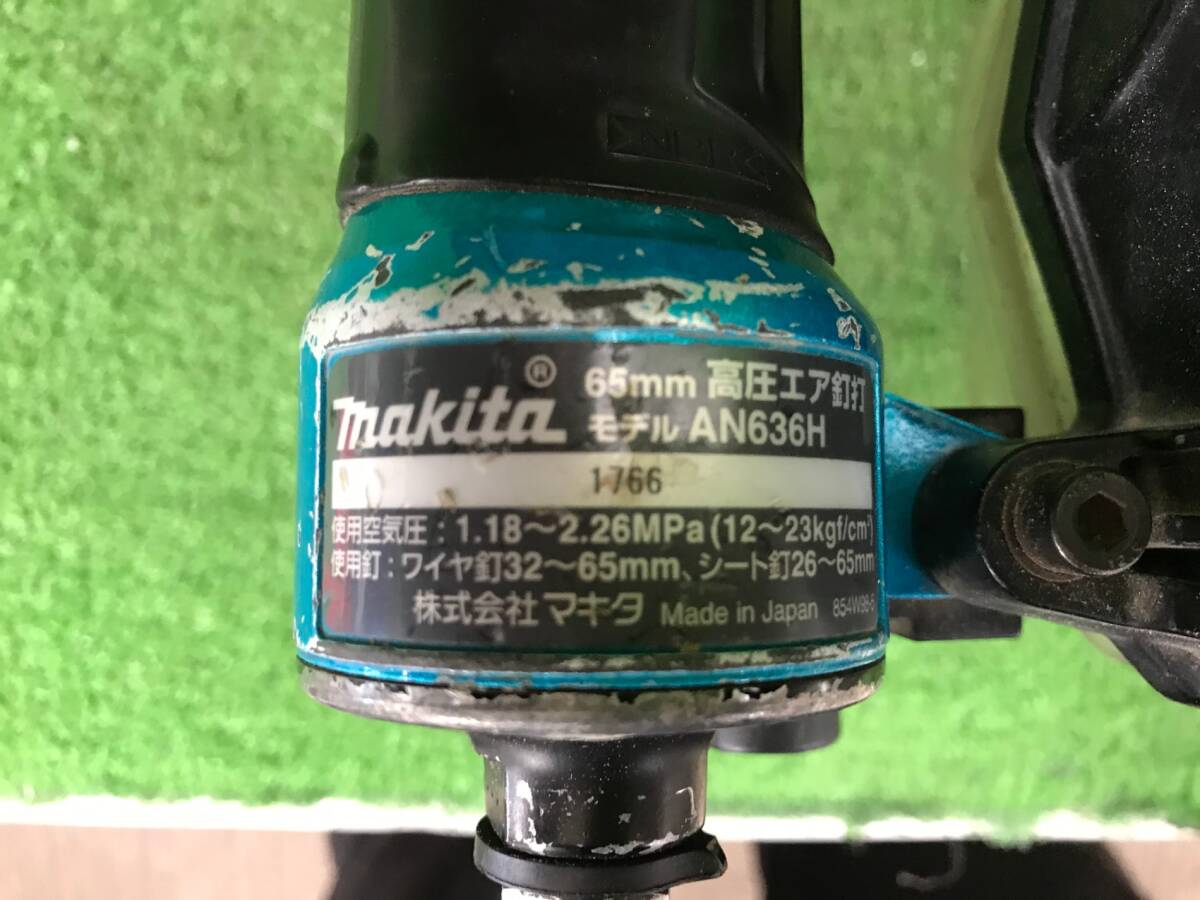 makita® 65mm 高圧エア釘打
モデル AN636H
1766
使用空気圧：1.18～2.26MPa(12～23kgf/cm²)
使用釘：ワイヤ釘32～65mm、シート釘26～65mm
株式会社 マキタ Made in Japan 854W98-6